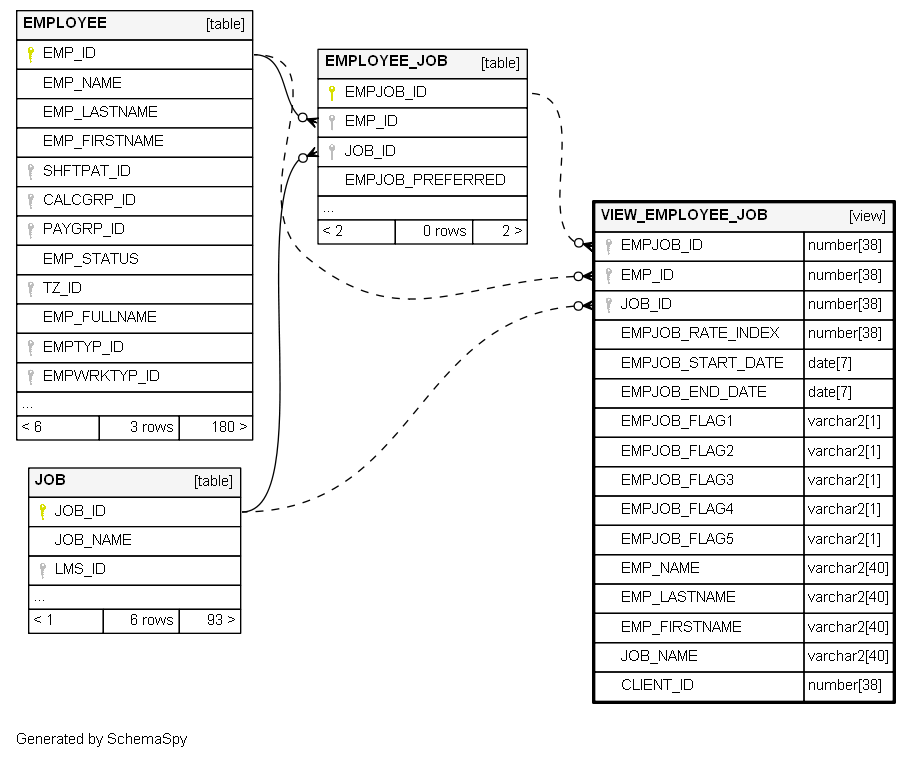 EMPLOYEE [table]
EMP_ID
EMP_NAME
EMP_LASTNAME
EMP_FIRSTNAME
SHFTPAT_ID
CALCGRP_ID
PAYGRP_ID
EMP_STATUS
TZ_ID
EMP_FULLNAME
EMPTYP_ID
EMPWRKTYP_ID
...
< 6 3 rows 180 >
JOB [table]
JOB_ID
JOB_NAME
LMS_ID
...
< 1 6 rows 93 >
EMPLOYEE_JOB [table]
EMPJOB_ID
EMP_ID
JOB_ID
EMPJOB_PREFERRED
...
< 2 0 rows 2 >
VIEW_EMPLOYEE_JOB [view]
EMPJOB_ID number[38]
EMP_ID number[38]
JOB_ID number[38]
EMPJOB_RATE_INDEX number[38]
EMPJOB_START_DATE date[7]
EMPJOB_END_DATE date[7]
EMPJOB_FLAG1 varchar2[1]
EMPJOB_FLAG2 varchar2[1]
EMPJOB_FLAG3 varchar2[1]
EMPJOB_FLAG4 varchar2[1]
EMPJOB_FLAG5 varchar2[1]
EMP_NAME varchar2[40]
EMP_LASTNAME varchar2[40]
EMP_FIRSTNAME varchar2[40]
JOB_NAME varchar2[40]
CLIENT_ID number[38]
Generated by SchemaSpy